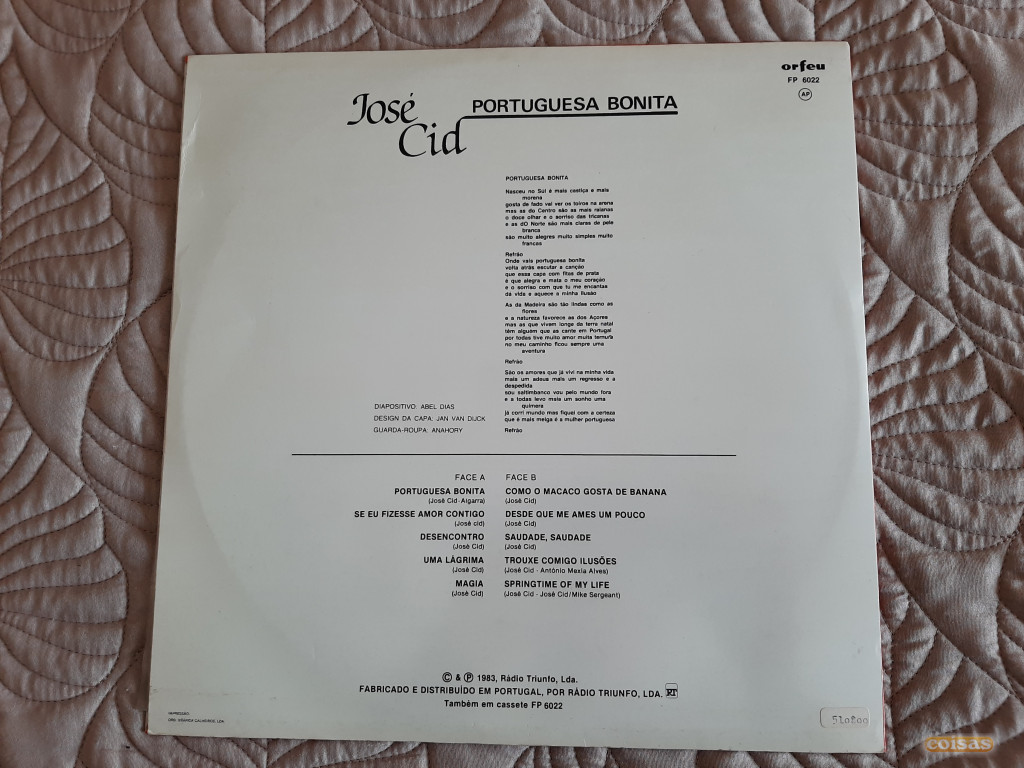 orfeu
FP 6022
AP
José
Cid
PORTUGUESA BONITA
PORTUGUESA BONITA
Nasceu no Sul é mais castiça e mais
morena
gosta de fado vai ver os toiros na arena
mas as do Centro são as mais raianas
o doce olhar e o sorriso das tricanas
e as dO Norte são mais claras de pele
branca
são muito alegres muito simples muito
francas
Refrão
Onde vais portuguesa bonita
volta atrás escutar a canção
que essa capa com fitas de prata
é que alegra e mata o meu coração
e o sorriso com que tu me encantas
dá vida e aquece a minha ilusão
As da Madeira são tão lindas como as
flores
e a natureza favorece as dos Açores
mas as que vivem longe da terra natal
têm alguém que as cante em Portugal
por todas tive muito amor muita ternura
no meu caminho ficou sempre uma
aventura
Refrão
São os amores que já vivi na minha vida
mais um adeus mais um regresso e a
despedida
sou saltimbanco vou pelo mundo fora
e a todas levo mais um sonho uma
quimera
já corri mundo mas fiquei com a certeza
que é mais meiga é a mulher portuguesa
Refrão
DIAPOSITIVO: ABEL DIAS
DESIGN DA CAPA: JAN VAN DIJCK
GUARDA-ROUPA: ANAHORY
FACE A
PORTUGUESA BONITA
(José Cid - Algarra)
SE EU FIZESSE AMOR CONTIGO
(José cid)
DESENCONTRO
(José Cid)
UMA LÁGRIMA
(José Cid)
MAGIA
(José Cid)
FACE B
COMO O MACACO GOSTA DE BANANA
(José Cid)
DESDE QUE ME AMES UM POUCO
(José Cid)
SAUDADE, SAUDADE
(José Cid)
TROUXE COMIGO ILUSÕES
(José Cid - António Mexia Alves)
SPRINGTIME OF MY LIFE
(José Cid - José Cid/Mike Sergeant)
© & ℗ 1983, Rádio Triunfo, Lda.
FABRICADO E DISTRIBUÍDO EM PORTUGAL, POR RÁDIO TRIUNFO, LDA. RT
Também em cassete FP 6022
510$00
coisas